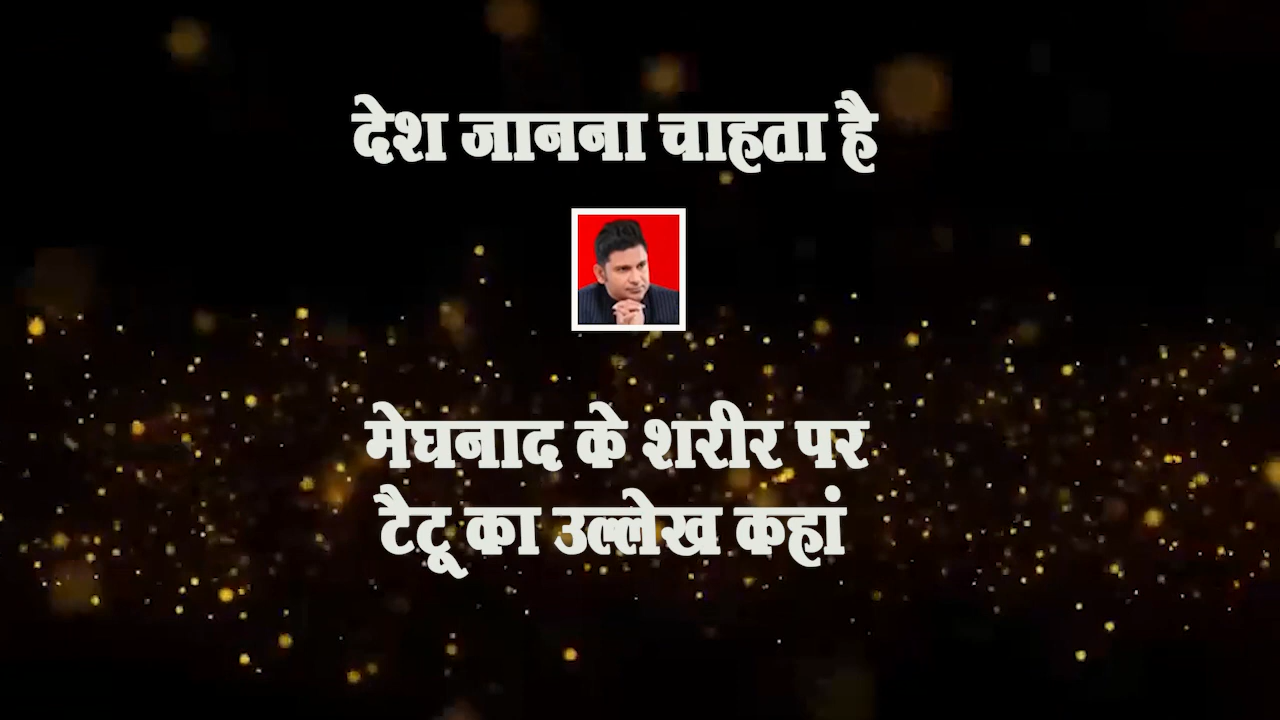 देश जानना चाहता है
मेघनाद के शरीर पर
टैटू का उल्लेख कहां